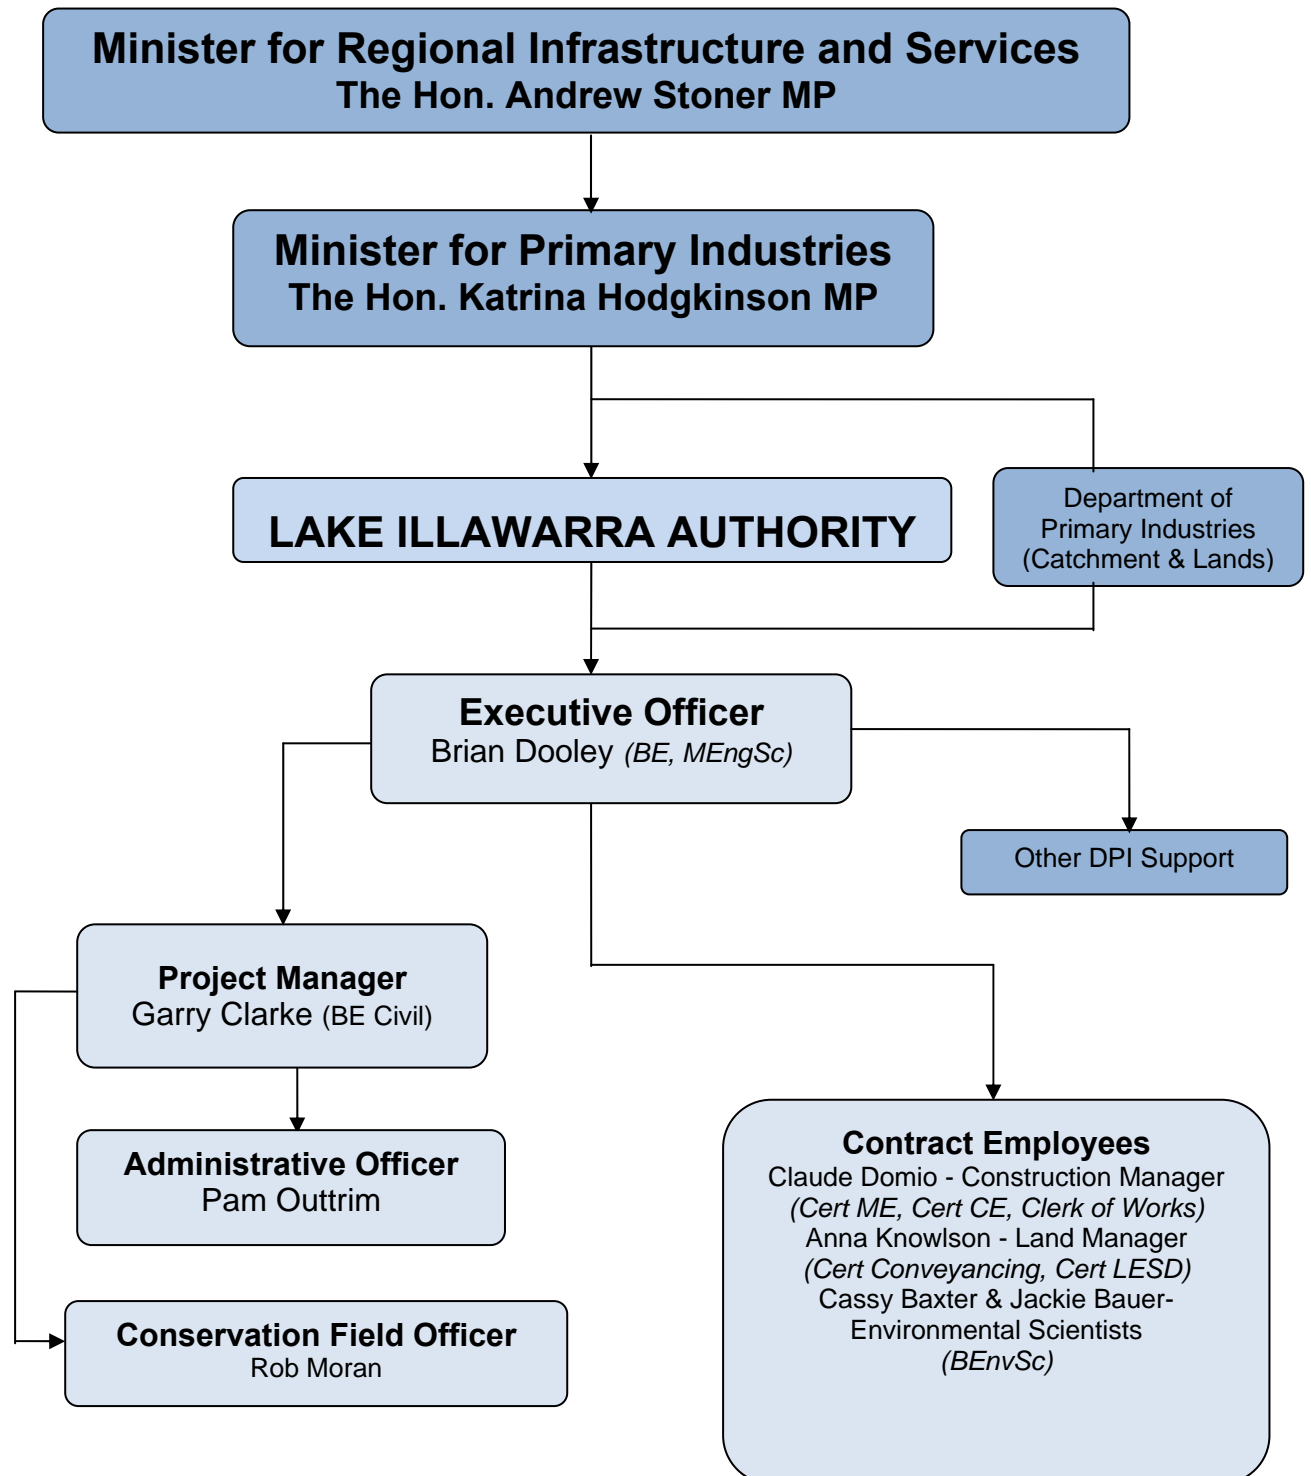 Minister for Regional Infrastructure and Services
The Hon. Andrew Stoner MP
Minister for Primary Industries
The Hon. Katrina Hodgkinson MP
LAKE ILLAWARRA AUTHORITY
Department of
Primary Industries
(Catchment & Lands)
Executive Officer
Brian Dooley (BE, MEngSc)
Other DPI Support
Project Manager
Garry Clarke (BE Civil)
Administrative Officer
Pam Outtrim
Conservation Field Officer
Rob Moran
Contract Employees
Claude Domio - Construction Manager
(Cert ME, Cert CE, Clerk of Works)
Anna Knowlson - Land Manager
(Cert Conveyancing, Cert LESD)
Cassy Baxter & Jackie Bauer-
Environmental Scientists
(BEnvSc)